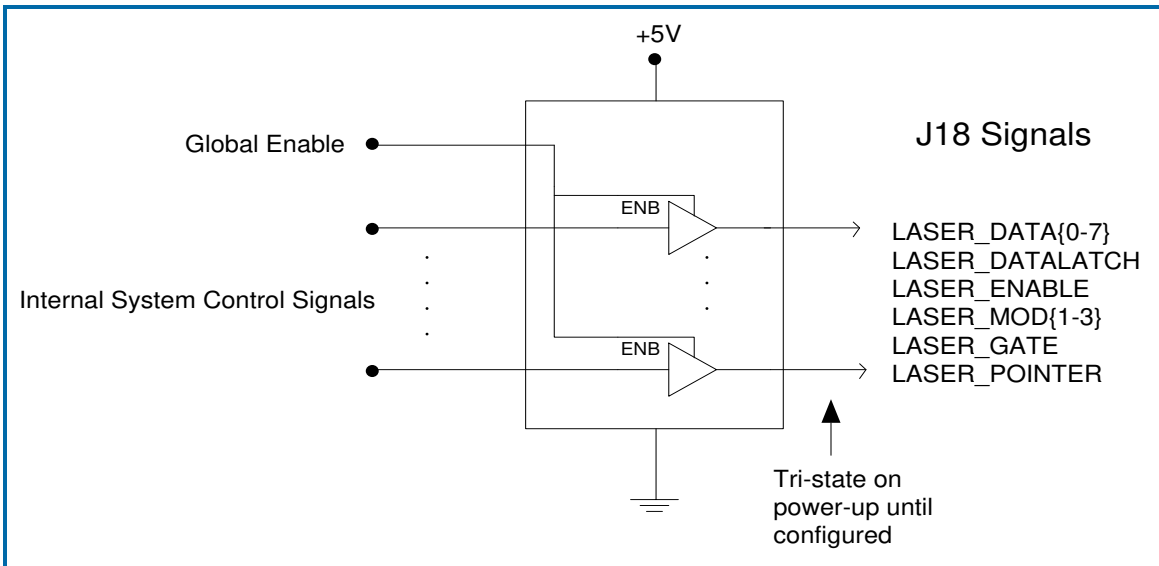 +5V
J18 Signals
Global Enable
ENB
LASER_DATA{0-7}
LASER_DATALATCH
LASER_ENABLE
LASER_MOD{1-3}
LASER_GATE
LASER_POINTER
Internal System Control Signals
ENB
Tri-state on
power-up until
configured